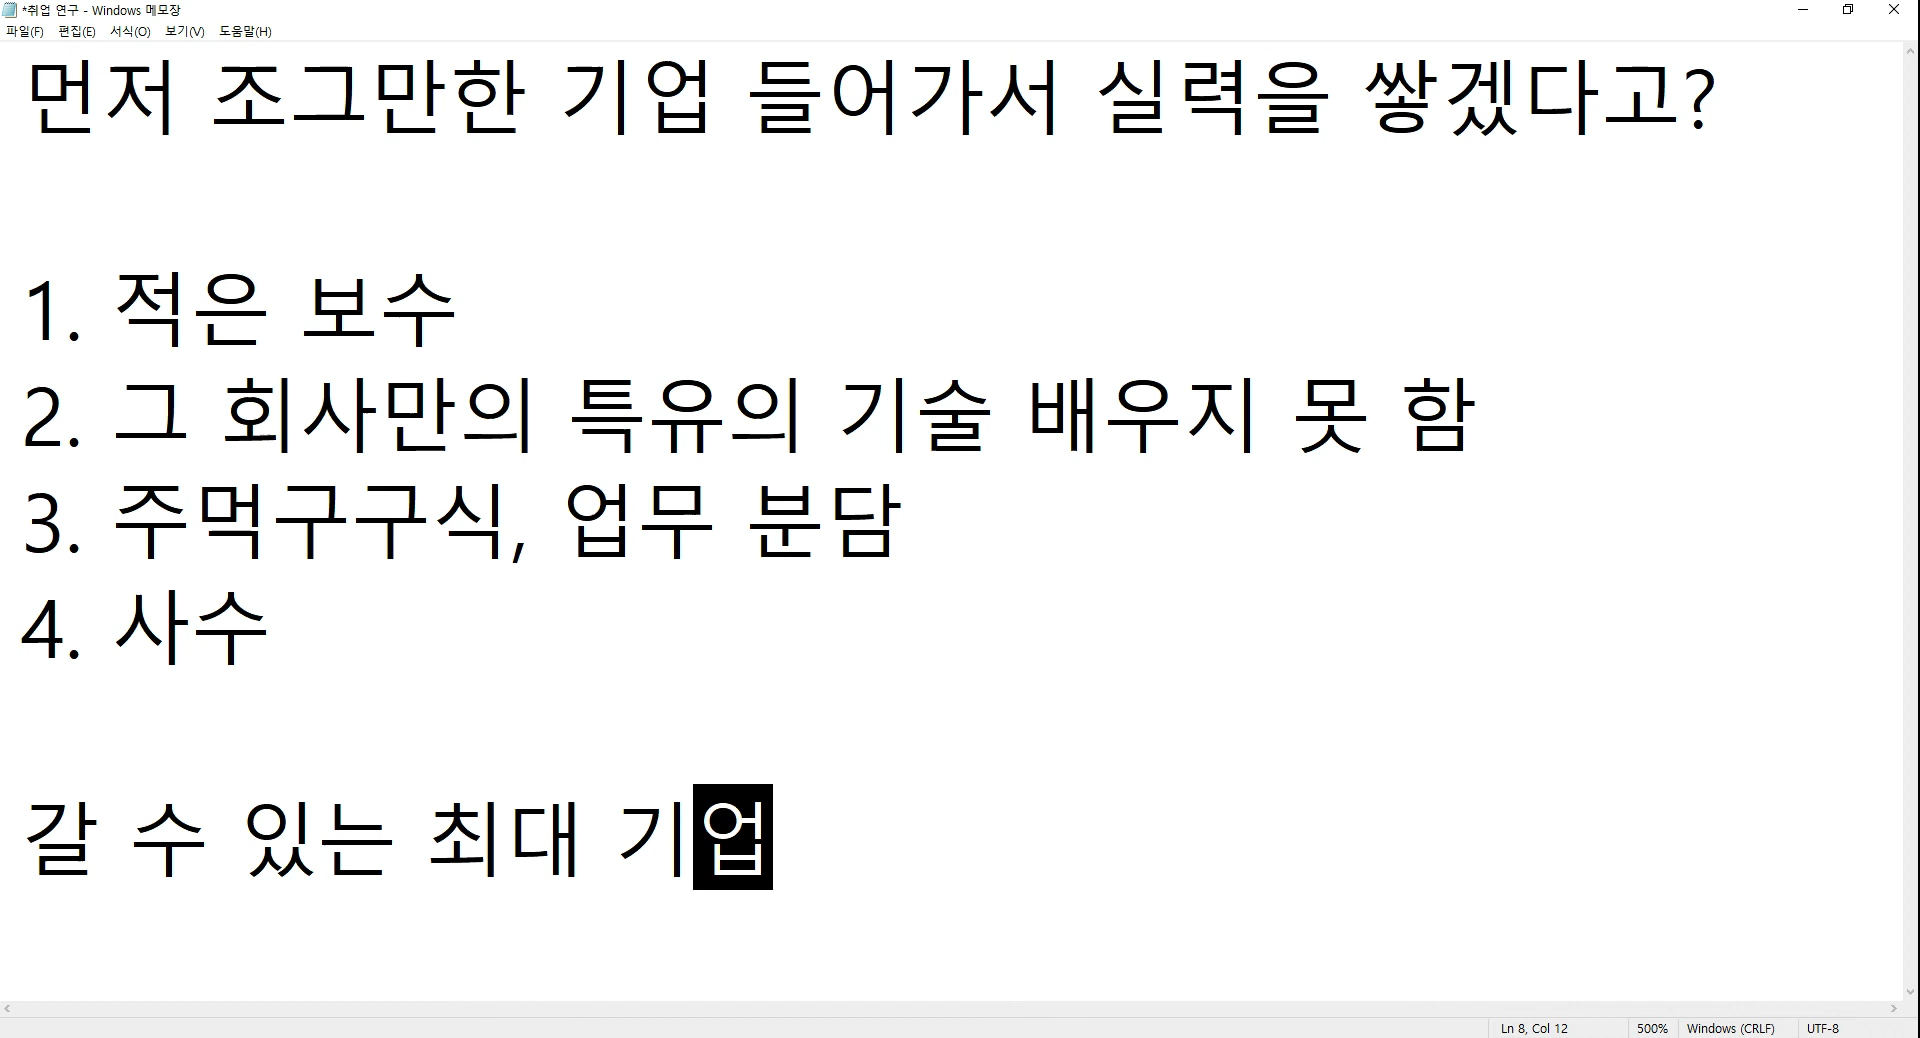 *취업 연구 - Windows 메모장
파일(F) 편집(E) 서식(O) 보기(V) 도움말(H)
먼저 조그만한 기업 들어가서 실력을 쌓겠다고?
1. 적은 보수
2. 그 회사만의 특유의 기술 배우지 못 함
3. 주먹구구식, 업무 분담
4. 사수
갈 수 있는 최대 기업
Ln 8, Col 12 500% Windows (CRLF) UTF-8